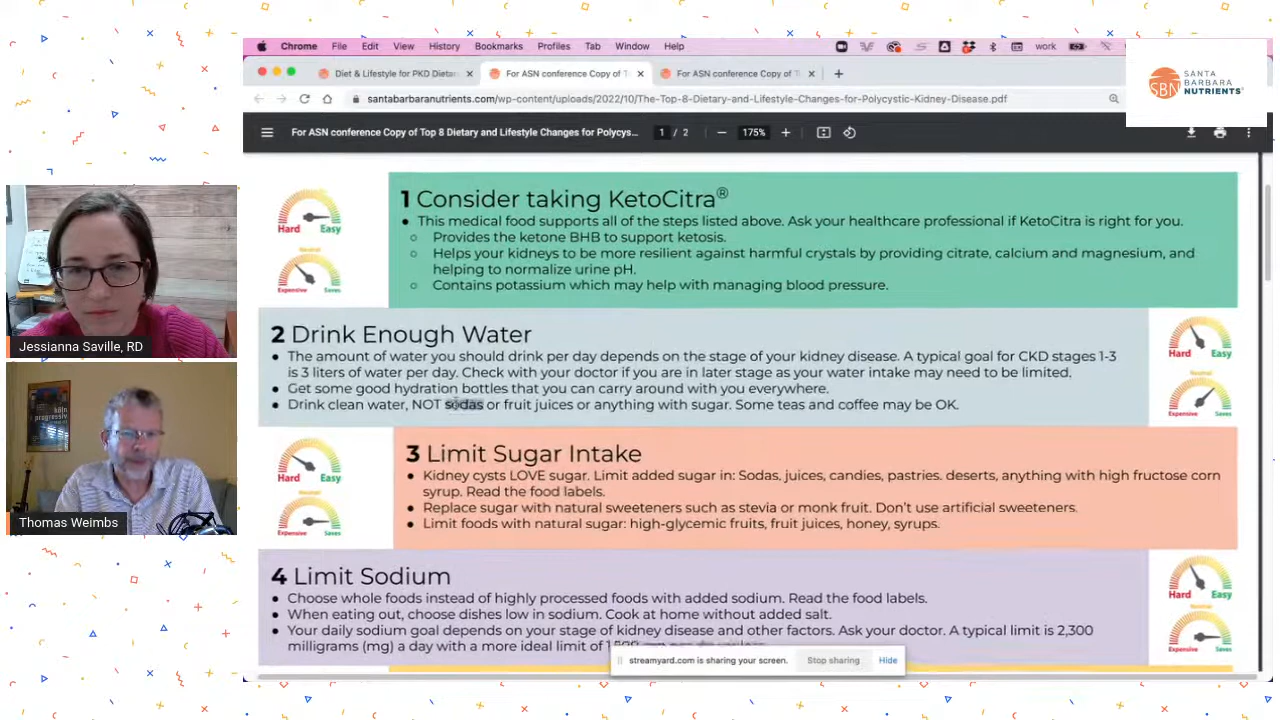 Chrome File Edit View History Bookmarks Profiles Tab Window Help work
Diet & Lifestyle for PKD Dietar
For ASN conference Copy of T
For ASN conference Copy of T
santabarbaranutrients.com/wp-content/uploads/2022/10/The-Top-8-Dietary-and-Lifestyle-Changes-for-Polycystic-Kidney-Disease.pdf
SANTA
BARBARA
NUTRIENTS
SBN
For ASN conference Copy of Top 8 Dietary and Lifestyle Changes for Polycys... 1 / 2 175%
1 Consider taking KetoCitra®
• This medical food supports all of the steps listed above. Ask your healthcare professional if KetoCitra is right for you.
○ Provides the ketone BHB to support ketosis.
○ Helps your kidneys to be more resilient against harmful crystals by providing citrate, calcium and magnesium, and
helping to normalize urine pH.
○ Contains potassium which may help with managing blood pressure.
Hard Easy
Neutral
Expensive Saves
2 Drink Enough Water
• The amount of water you should drink per day depends on the stage of your kidney disease. A typical goal for CKD stages 1-3
is 3 liters of water per day. Check with your doctor if you are in later stage as your water intake may need to be limited.
• Get some good hydration bottles that you can carry around with you everywhere.
• Drink clean water, NOT sodas or fruit juices or anything with sugar. Some teas and coffee may be OK.
Hard Easy
Neutral
Expensive Saves
3 Limit Sugar Intake
• Kidney cysts LOVE sugar. Limit added sugar in: Sodas, juices, candies, pastries. deserts, anything with high fructose corn
syrup. Read the food labels.
• Replace sugar with natural sweeteners such as stevia or monk fruit. Don't use artificial sweeteners.
• Limit foods with natural sugar: high-glycemic fruits, fruit juices, honey, syrups.
Hard Easy
Neutral
Expensive Saves
4 Limit Sodium
• Choose whole foods instead of highly processed foods with added sodium. Read the food labels.
• When eating out, choose dishes low in sodium. Cook at home without added salt.
• Your daily sodium goal depends on your stage of kidney disease and other factors. Ask your doctor. A typical limit is 2,300
milligrams (mg) a day with a more ideal limit of
Hard Easy
Neutral
Expensive Saves
streamyard.com is sharing your screen. Stop sharing Hide
Jessianna Saville, RD
köln
progressiv
Thomas Weimbs